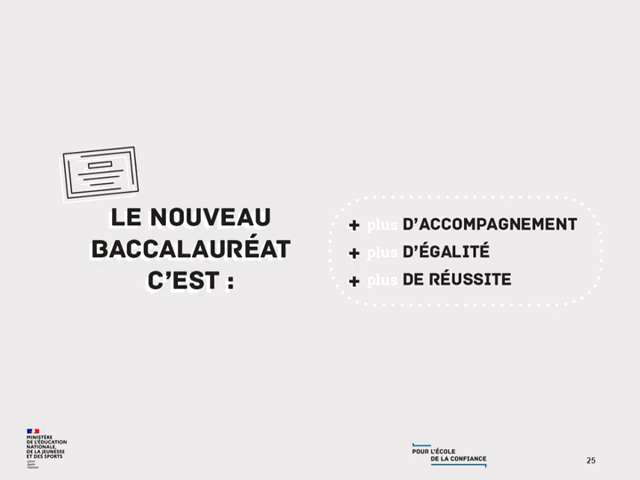 LE NOUVEAU
BACCALAURÉAT
C'EST :
+ plus D'ACCOMPAGNEMENT
+ plus D'ÉGALITÉ
+ plus DE RÉUSSITE
MINISTÈRE
DE L'ÉDUCATION
NATIONALE,
DE LA JEUNESSE
ET DES SPORTS
POUR L'ÉCOLE
DE LA CONFIANCE
25